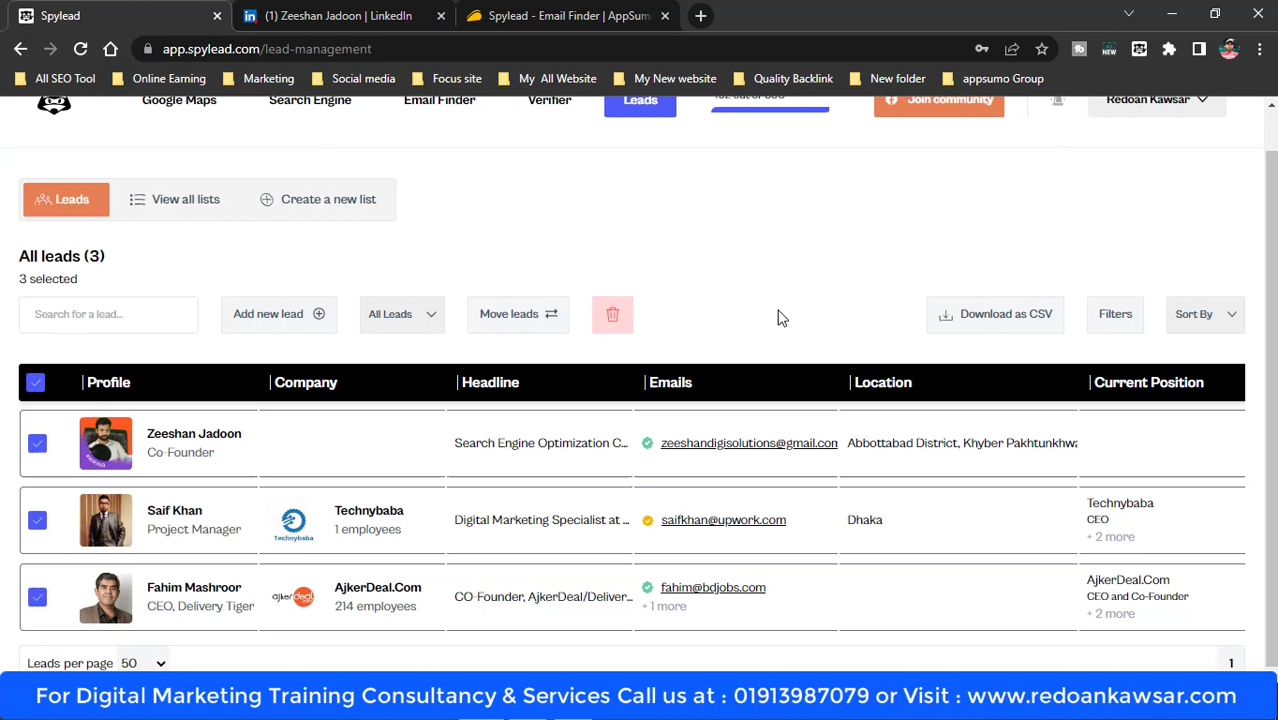 Spylead
(1) Zeeshan Jadoon | LinkedIn
Spylead - Email Finder | AppSum
app.spylead.com/lead-management
NEW
All SEO Tool
Online Earning
Marketing
Social media
Focus site
My All Website
My New website
Quality Backlink
New folder
appsumo Group
Google Maps
Search Engine
Email Finder
Verifier
Leads
Join community
Redoan Kawsar
Leads
View all lists
Create a new list
All leads (3)
3 selected
Search for a lead...
Add new lead
All Leads
Move leads
Download as CSV
Filters
Sort By
Profile
Company
Headline
Emails
Location
Current Position
Zeeshan Jadoon
Co-Founder
Search Engine Optimization C...
zeeshandigisolutions@gmail.com
Abbottabad District, Khyber Pakhtunkhwa
Saif Khan
Project Manager
Technybaba
Technybaba
1 employees
Digital Marketing Specialist at ...
saifkhan@upwork.com
Dhaka
Technybaba
CEO
+ 2 more
Fahim Mashroor
CEO, Delivery Tiger
ajkerdeal
AjkerDeal.Com
214 employees
CO-Founder, AjkerDeal/Deliver...
fahim@bdjobs.com
+ 1 more
AjkerDeal.Com
CEO and Co-Founder
+ 2 more
Leads per page 50
1
For Digital Marketing Training Consultancy & Services Call us at : 01913987079 or Visit : www.redoankawsar.com